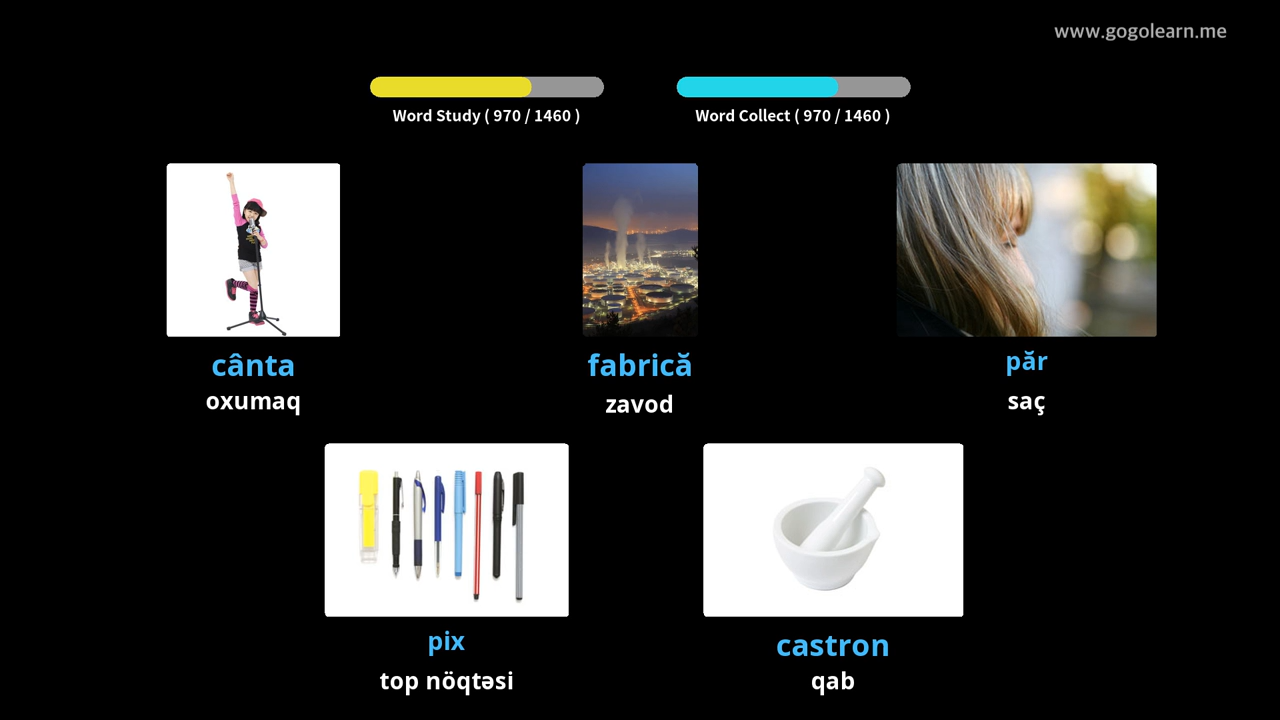 www.gogolearn.me
Word Study ( 970 / 1460 )
Word Collect ( 970 / 1460 )
cânta
oxumaq
fabrică
zavod
păr
saç
pix
top nöqtəsi
castron
qab